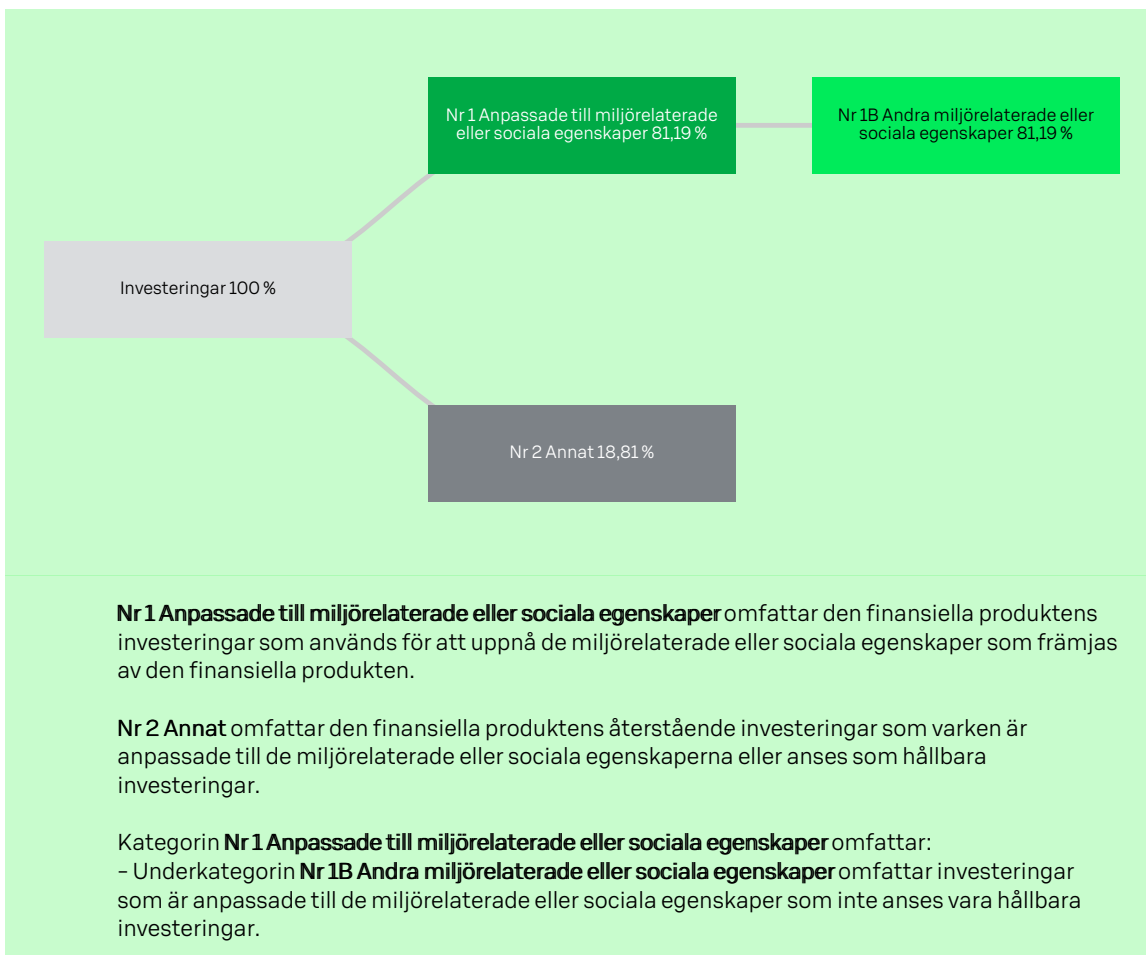 Nr 1 Anpassade till miljörelaterade
eller sociala egenskaper 81,19 %
Nr 1B Andra miljörelaterade eller
sociala egenskaper 81,19 %
Investeringar 100 %
Nr 2 Annat 18,81 %
Nr 1 Anpassade till miljörelaterade eller sociala egenskaper omfattar den finansiella produktens
investeringar som används för att uppnå de miljörelaterade eller sociala egenskaper som främjas
av den finansiella produkten.
Nr 2 Annat omfattar den finansiella produktens återstående investeringar som varken är
anpassade till de miljörelaterade eller sociala egenskaperna eller anses som hållbara
investeringar.
Kategorin Nr 1 Anpassade till miljörelaterade eller sociala egenskaper omfattar:
– Underkategorin Nr 1B Andra miljörelaterade eller sociala egenskaper omfattar investeringar
som är anpassade till de miljörelaterade eller sociala egenskaper som inte anses vara hållbara
investeringar.